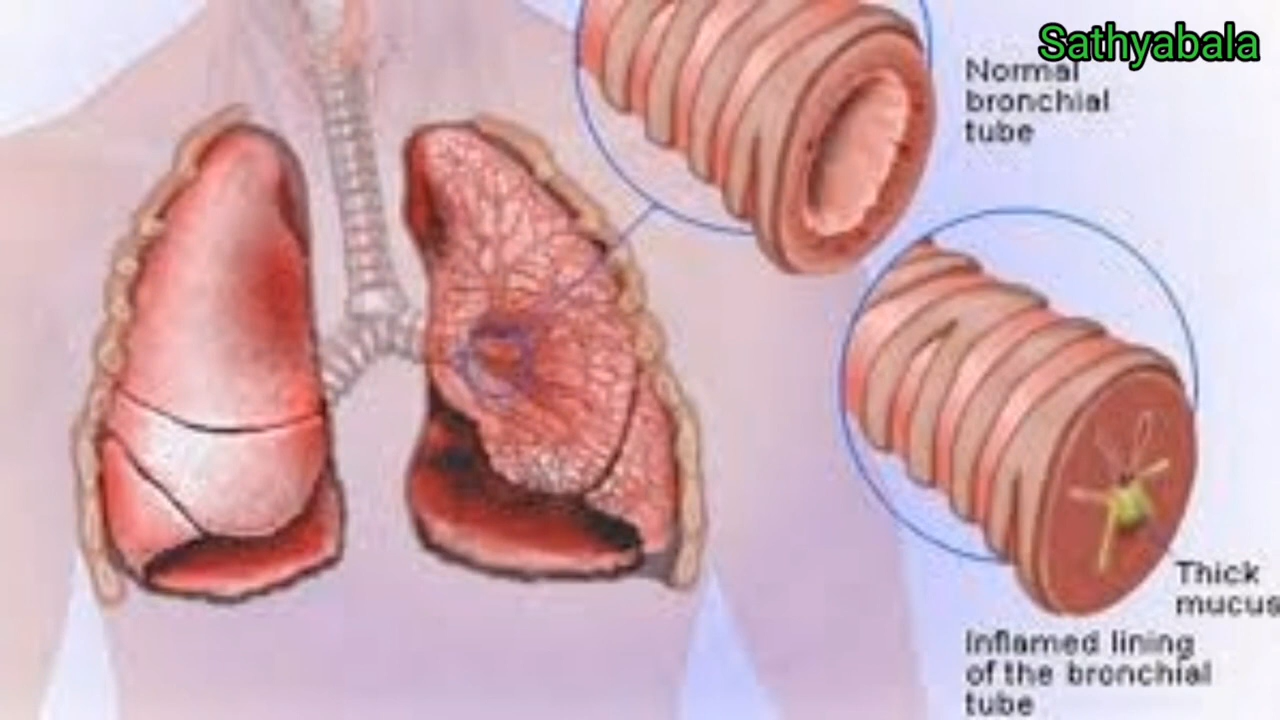 Sathyabala
Normal
bronchial
tube
Thick
mucus
Inflamed lining
of the bronchial
tube